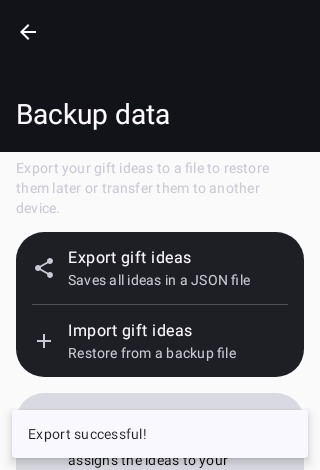 Backup data
Export your gift ideas to a file to restore
them later or transfer them to another
device.
Export gift ideas
Saves all ideas in a JSON file
Import gift ideas
Restore from a backup file
Export successful!
assigns the ideas to your